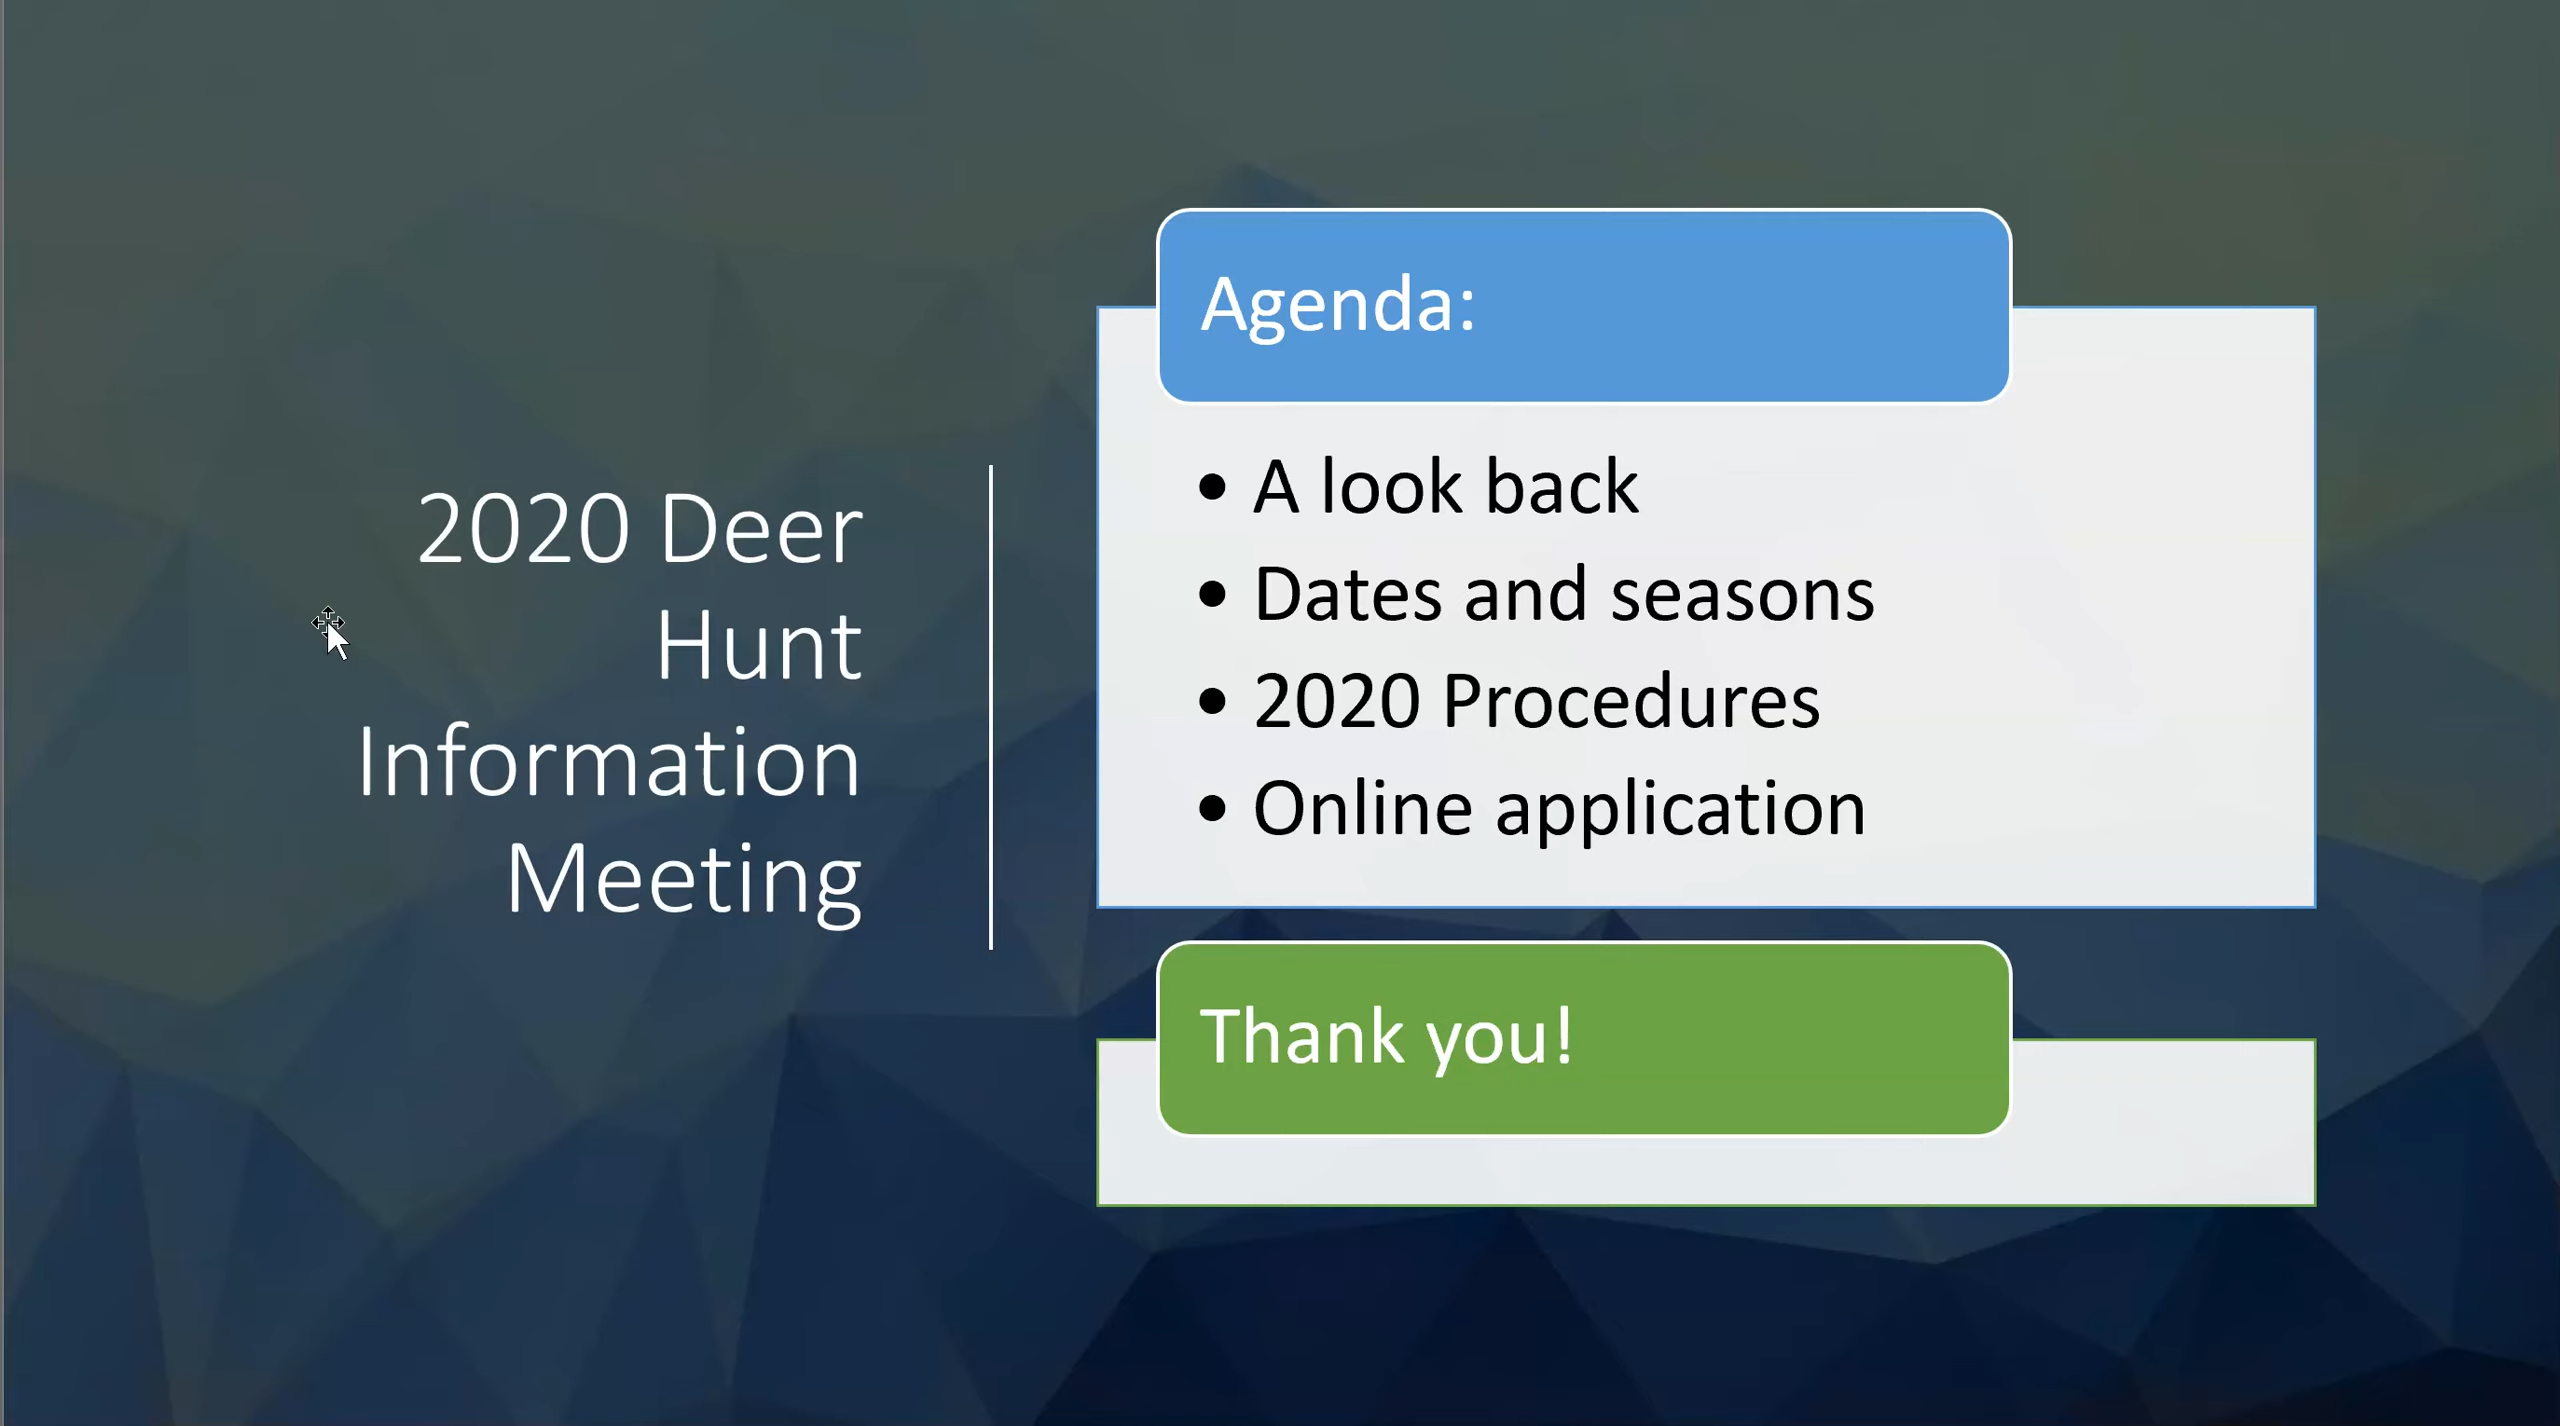 2020 Deer
Hunt
Information
Meeting
Agenda:
• A look back
• Dates and seasons
• 2020 Procedures
• Online application
Thank you!